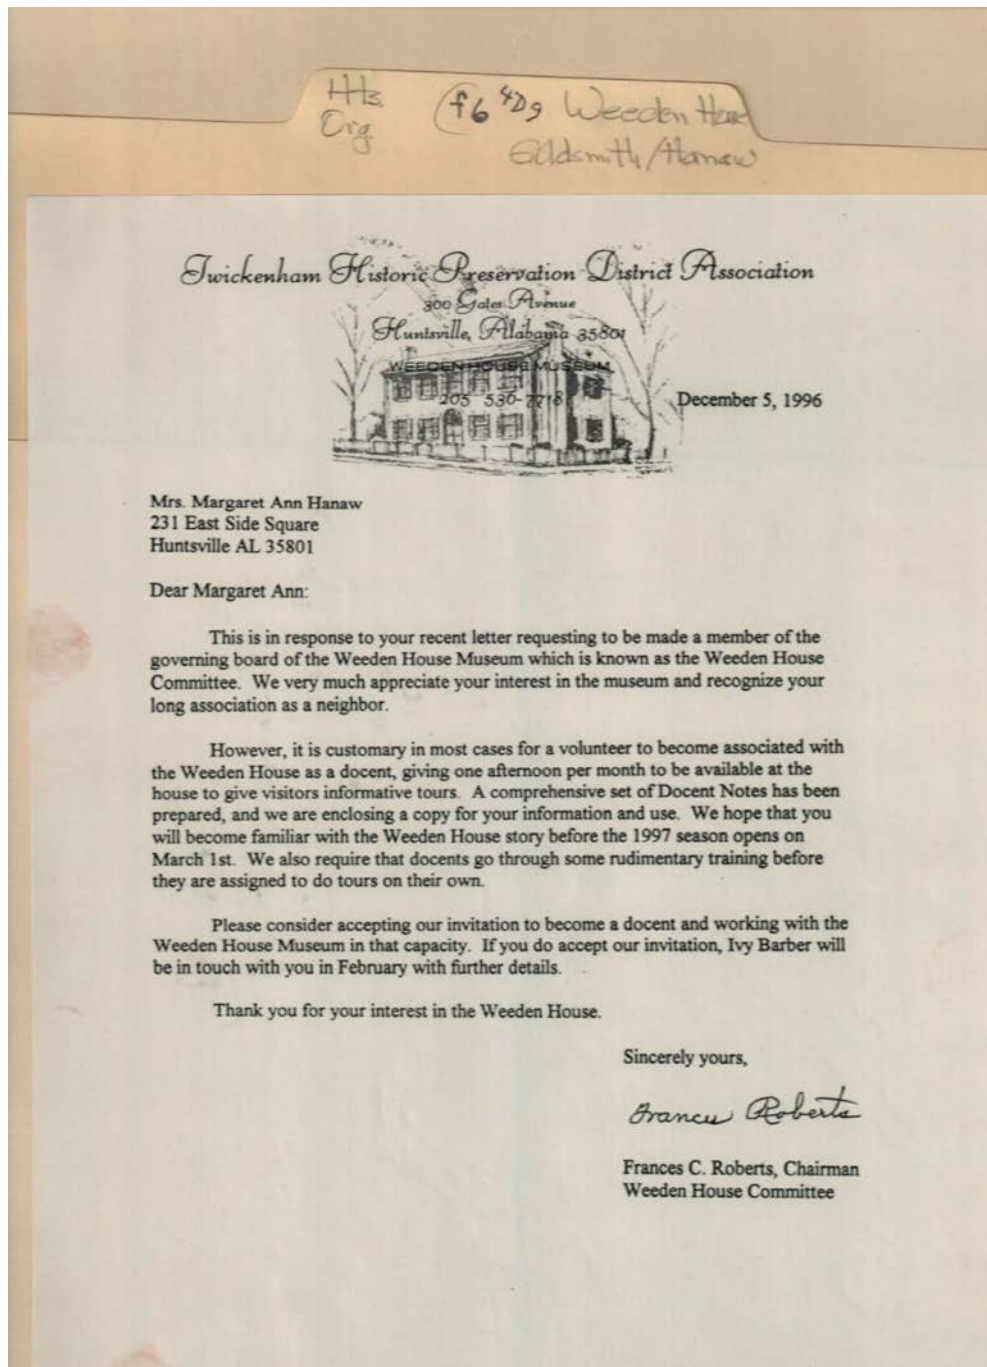 Hts. (f6 4Dg Weeden House
Org. Goldsmith/Hanaw
Twickenham Historic Preservation District Association
300 Gates Avenue
Huntsville, Alabama 35801
WEEDEN HOUSE MUSEUM
205 536-7718
December 5, 1996
Mrs. Margaret Ann Hanaw
231 East Side Square
Huntsville AL 35801
Dear Margaret Ann:
This is in response to your recent letter requesting to be made a member of the
governing board of the Weeden House Museum which is known as the Weeden House
Committee. We very much appreciate your interest in the museum and recognize your
long association as a neighbor.
However, it is customary in most cases for a volunteer to become associated with
the Weeden House as a docent, giving one afternoon per month to be available at the
house to give visitors informative tours. A comprehensive set of Docent Notes has been
prepared, and we are enclosing a copy for your information and use. We hope that you
will become familiar with the Weeden House story before the 1997 season opens on
March 1st. We also require that docents go through some rudimentary training before
they are assigned to do tours on their own.
Please consider accepting our invitation to become a docent and working with the
Weeden House Museum in that capacity. If you do accept our invitation, Ivy Barber will
be in touch with you in February with further details.
Thank you for your interest in the Weeden House.
Sincerely yours,
Frances Roberts
Frances C. Roberts, Chairman
Weeden House Committee